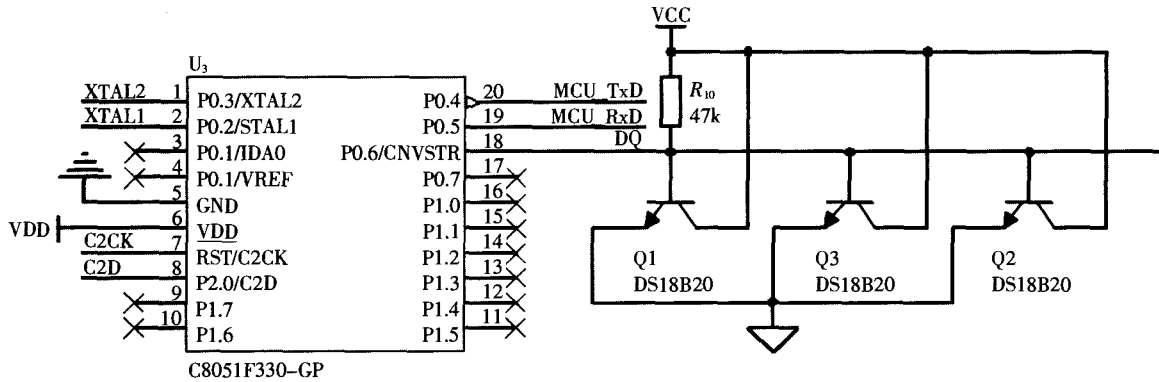 VCC
U3
XTAL2 1 P0.3/XTAL2 P0.4 20 MCU_TxD
XTAL1 2 P0.2/STAL1 P0.5 19 MCU_RxD
R10
47k
3 P0.1/IDA0 P0.6/CNVSTR 18 DQ
4 P0.1/VREF P0.7 17
5 GND P1.0 16
VDD 6 VDD P1.1 15
C2CK 7 RST/C2CK P1.2 14
C2D 8 P2.0/C2D P1.3 13
9 P1.7 P1.4 12
10 P1.6 P1.5 11
C8051F330-GP
Q1
DS18B20
Q3
DS18B20
Q2
DS18B20